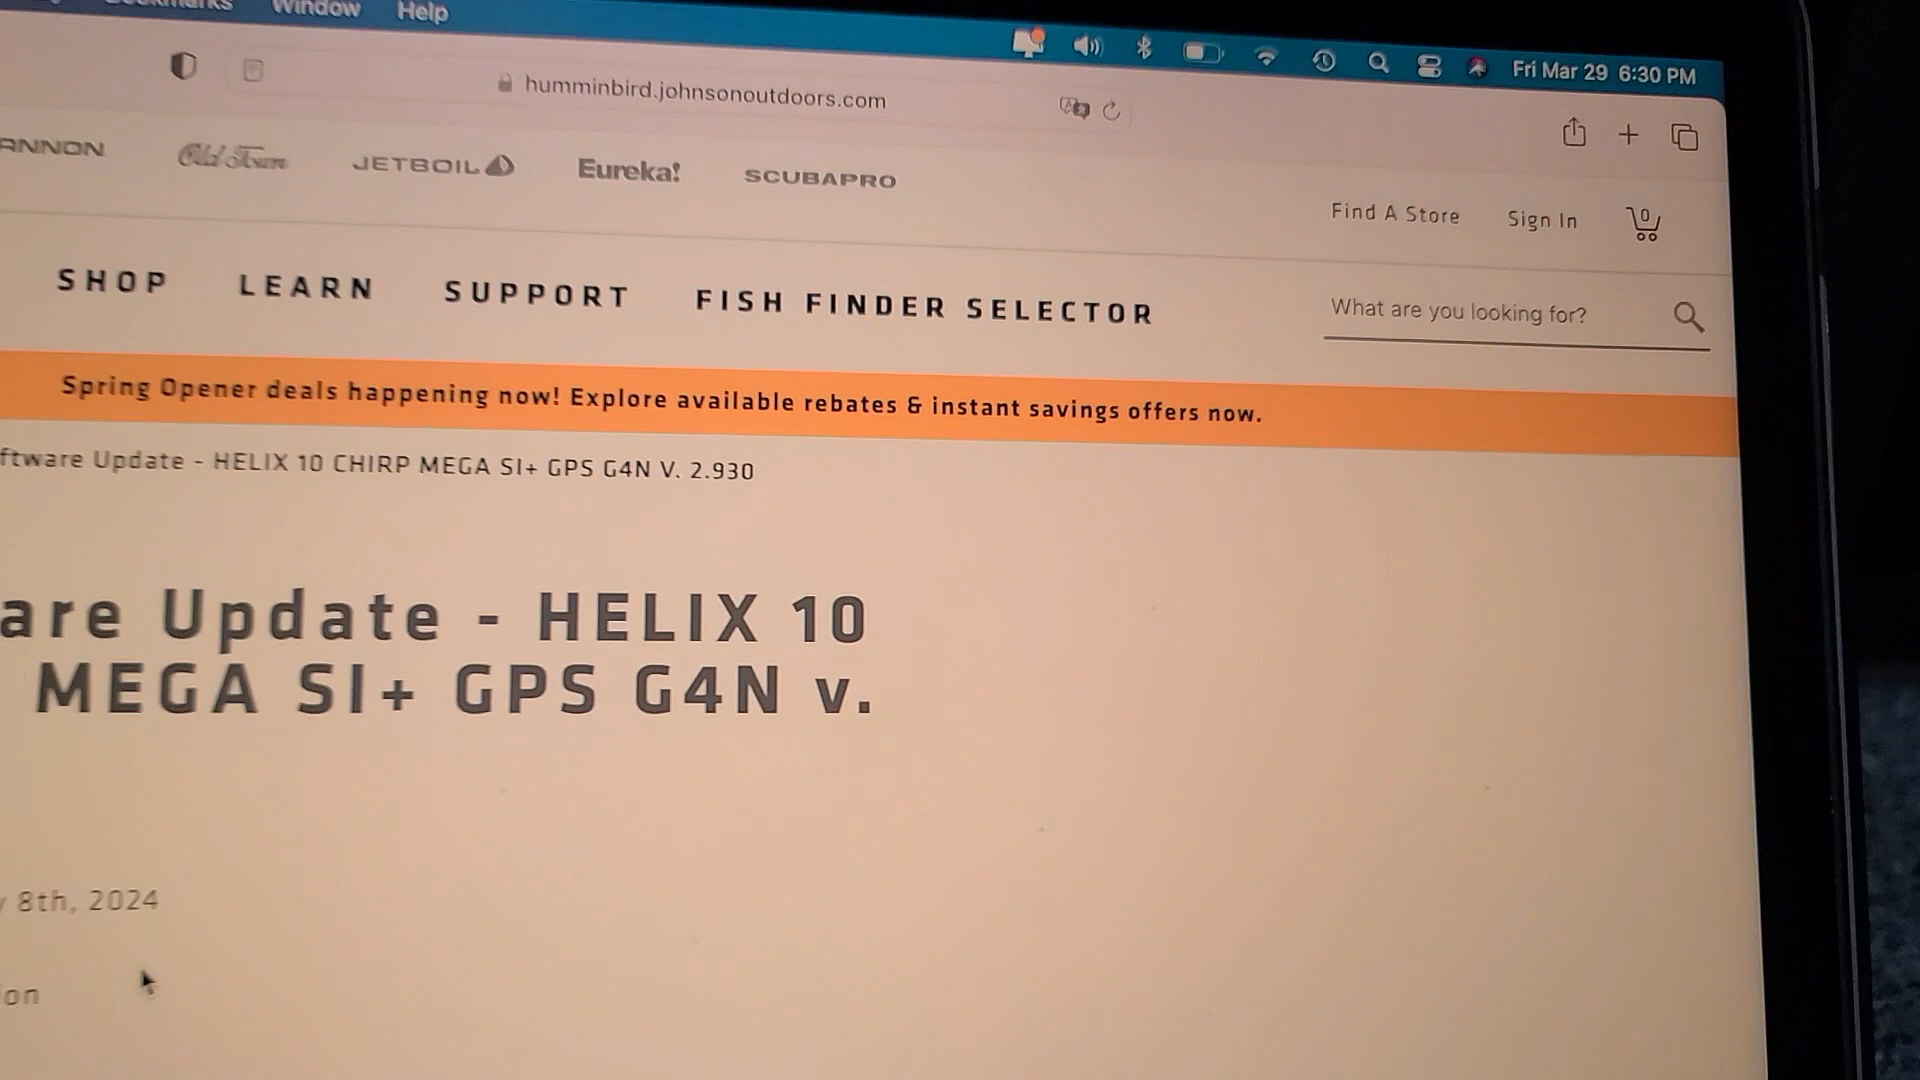 Window Help
Fri Mar 29 6:30 PM
humminbird.johnsonoutdoors.com
Old Town JETBOIL Eureka! SCUBAPRO
Find A Store Sign In 0
SHOP LEARN SUPPORT FISH FINDER SELECTOR
What are you looking for?
Spring Opener deals happening now! Explore available rebates & instant savings offers now.
ftware Update - HELIX 10 CHIRP MEGA SI+ GPS G4N V. 2.930
are Update - HELIX 10
MEGA SI+ GPS G4N v.
8th, 2024
on